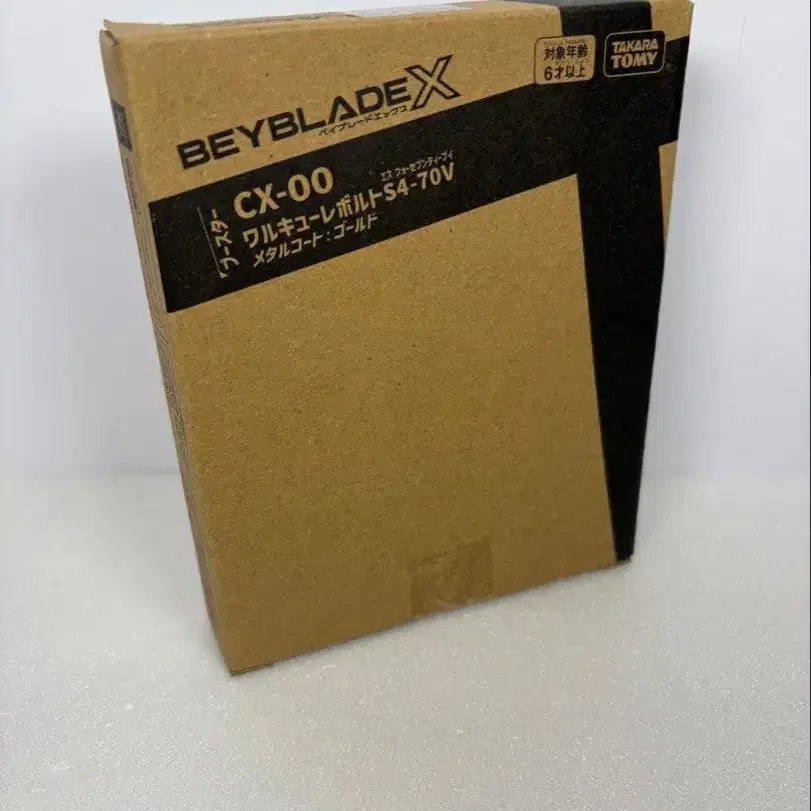 BEYBLADE X
ベイブレードエックス
対象年齢
6才以上
TAKARA
TOMY
ブースター
CX-00
エス フォーセブンティーブイ
ワルキューレボルトS4-70V
メタルコート:ゴールド